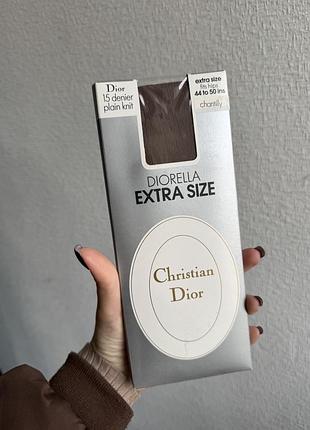 Dior
15 denier
plain knit
extra size
fits hips
44 to 50 ins
chantilly
DIORELLA
EXTRA SIZE
Christian
Dior